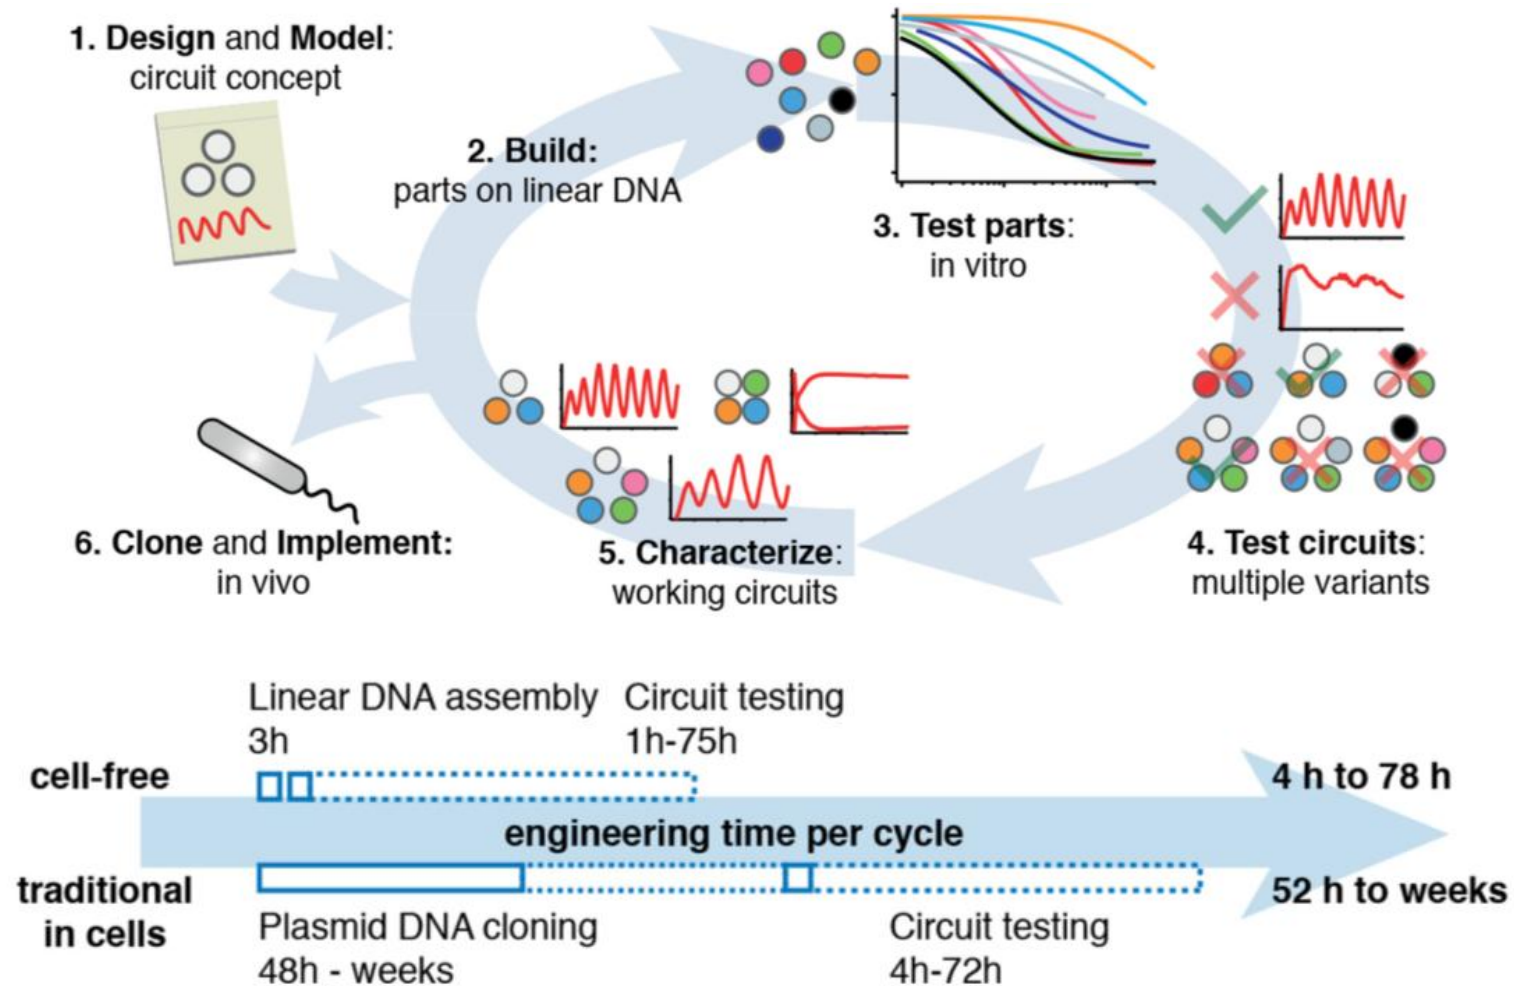 1. Design and Model:
circuit concept
2. Build:
parts on linear DNA
3. Test parts:
in vitro
4. Test circuits:
multiple variants
5. Characterize:
working circuits
6. Clone and Implement:
in vivo
Linear DNA assembly
3h
Circuit testing
1h-75h
cell-free
4 h to 78 h
engineering time per cycle
traditional
in cells
52 h to weeks
Plasmid DNA cloning
48h - weeks
Circuit testing
4h-72h